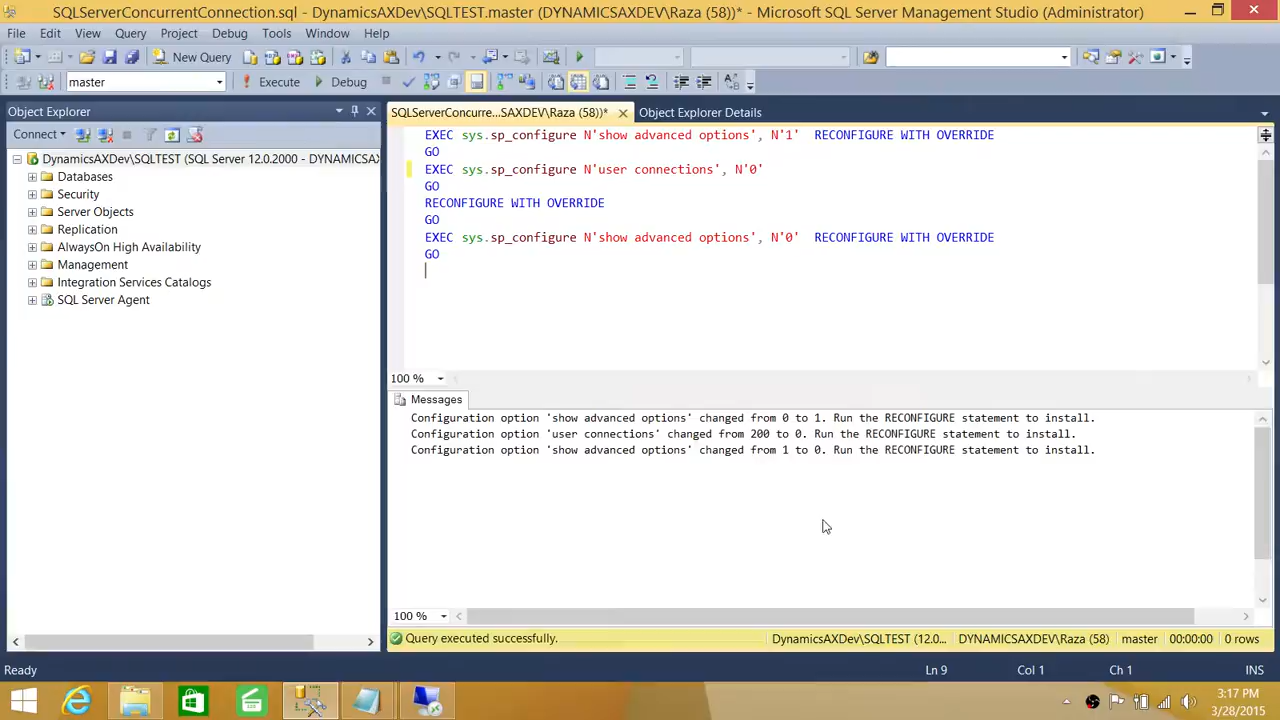 SQLServerConcurrentConnection.sql - DynamicsAXDev\SQLTEST.master (DYNAMICSAXDEV\Raza (58))* - Microsoft SQL Server Management Studio (Administrator)
File Edit View Query Project Debug Tools Window Help
New Query
master Execute Debug
Object Explorer
SQLServerConcurre...SAXDEV\Raza (58))* Object Explorer Details
Connect
DynamicsAXDev\SQLTEST (SQL Server 12.0.2000 - DYNAMICSAX
Databases
Security
Server Objects
Replication
AlwaysOn High Availability
Management
Integration Services Catalogs
SQL Server Agent
EXEC sys.sp_configure N'show advanced options', N'1' RECONFIGURE WITH OVERRIDE
GO
EXEC sys.sp_configure N'user connections', N'0'
GO
RECONFIGURE WITH OVERRIDE
GO
EXEC sys.sp_configure N'show advanced options', N'0' RECONFIGURE WITH OVERRIDE
GO
100 %
Messages
Configuration option 'show advanced options' changed from 0 to 1. Run the RECONFIGURE statement to install.
Configuration option 'user connections' changed from 200 to 0. Run the RECONFIGURE statement to install.
Configuration option 'show advanced options' changed from 1 to 0. Run the RECONFIGURE statement to install.
100 %
Query executed successfully. DynamicsAXDev\SQLTEST (12.0... DYNAMICSAXDEV\Raza (58) master 00:00:00 0 rows
Ready Ln 9 Col 1 Ch 1 INS
3:17 PM
3/28/2015